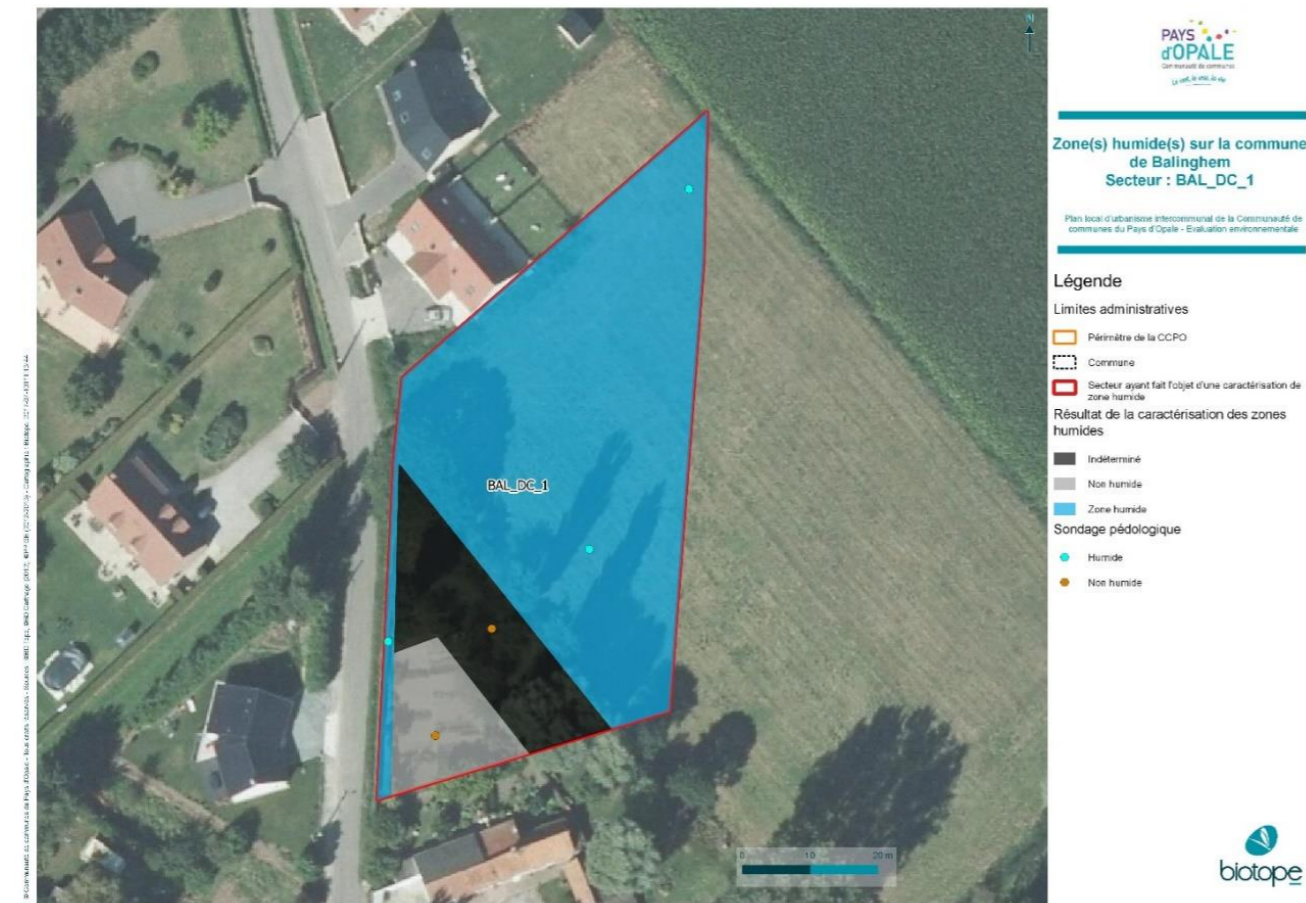 N
PAYS
d'OPALE
Communauté de communes
Zone(s) humide(s) sur la commune
de Balinghem
Secteur : BAL_DC_1
Plan local d'urbanisme intercommunal de la Communauté de
communes du Pays d'Opale - Evaluation environnementale
Légende
Limites administratives
Périmètre de la CCPO
Commune
Secteur ayant fait l'objet d'une caractérisation de
zone humide
Résultat de la caractérisation des zones
humides
Indéterminé
Non humide
Zone humide
Sondage pédologique
Humide
Non humide
BAL_DC_1
0 10 20 m
biotope